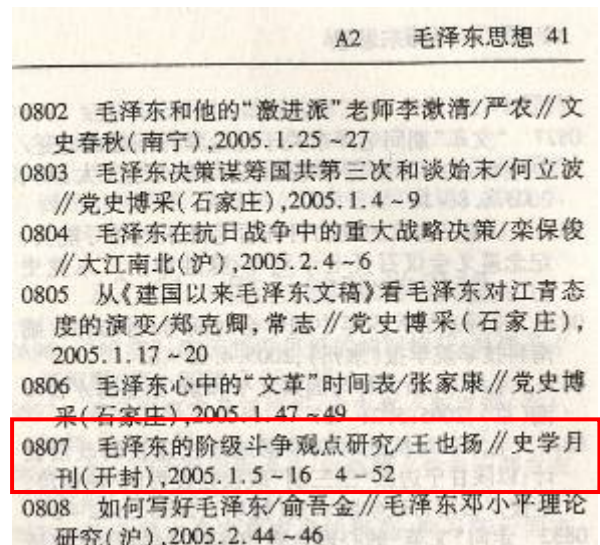 A2 毛泽东思想 41
0802 毛泽东和他的“激进派”老师李漱清/严农∥文
史春秋(南宁),2005.1.25~27
0803 毛泽东决策谋筹国共第三次和谈始末/何立波
∥党史博采(石家庄),2005.1.4~9
0804 毛泽东在抗日战争中的重大战略决策/栾保俊
∥大江南北(沪),2005.2.4~6
0805 从《建国以来毛泽东文稿》看毛泽东对江青态
度的演变/郑克卿,常志∥党史博采(石家庄),
2005.1.17~20
0806 毛泽东心中的“文革”时间表/张家康∥党史博
采(石家庄),2005.1.47~49
0807 毛泽东的阶级斗争观点研究/王也扬∥史学月
刊(开封),2005.1.5~16 4~52
0808 如何写好毛泽东/俞吾金∥毛泽东邓小平理论
研究(沪),2005.2.44~46